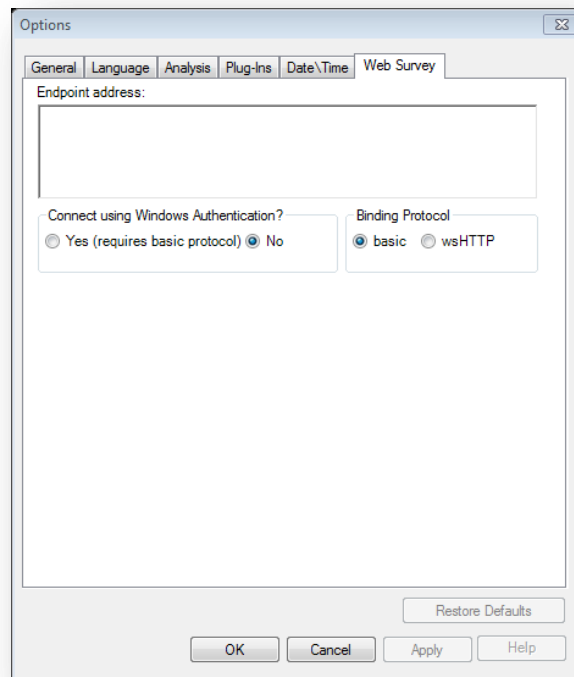 Options
General Language Analysis Plug-Ins Date\Time Web Survey
Endpoint address:
Connect using Windows Authentication? Binding Protocol
Yes (requires basic protocol) No basic wsHTTP
Restore Defaults
OK Cancel Apply Help